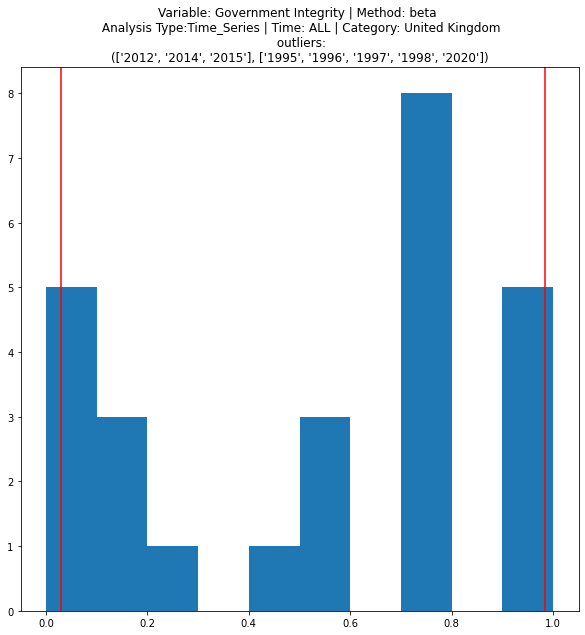 Variable: Government Integrity | Method: beta
Analysis Type:Time_Series | Time: ALL | Category: United Kingdom
outliers:
(['2012', '2014', '2015'], ['1995', '1996', '1997', '1998', '2020'])
8
7
6
5
4
3
2
1
0
0.0 0.2 0.4 0.6 0.8 1.0